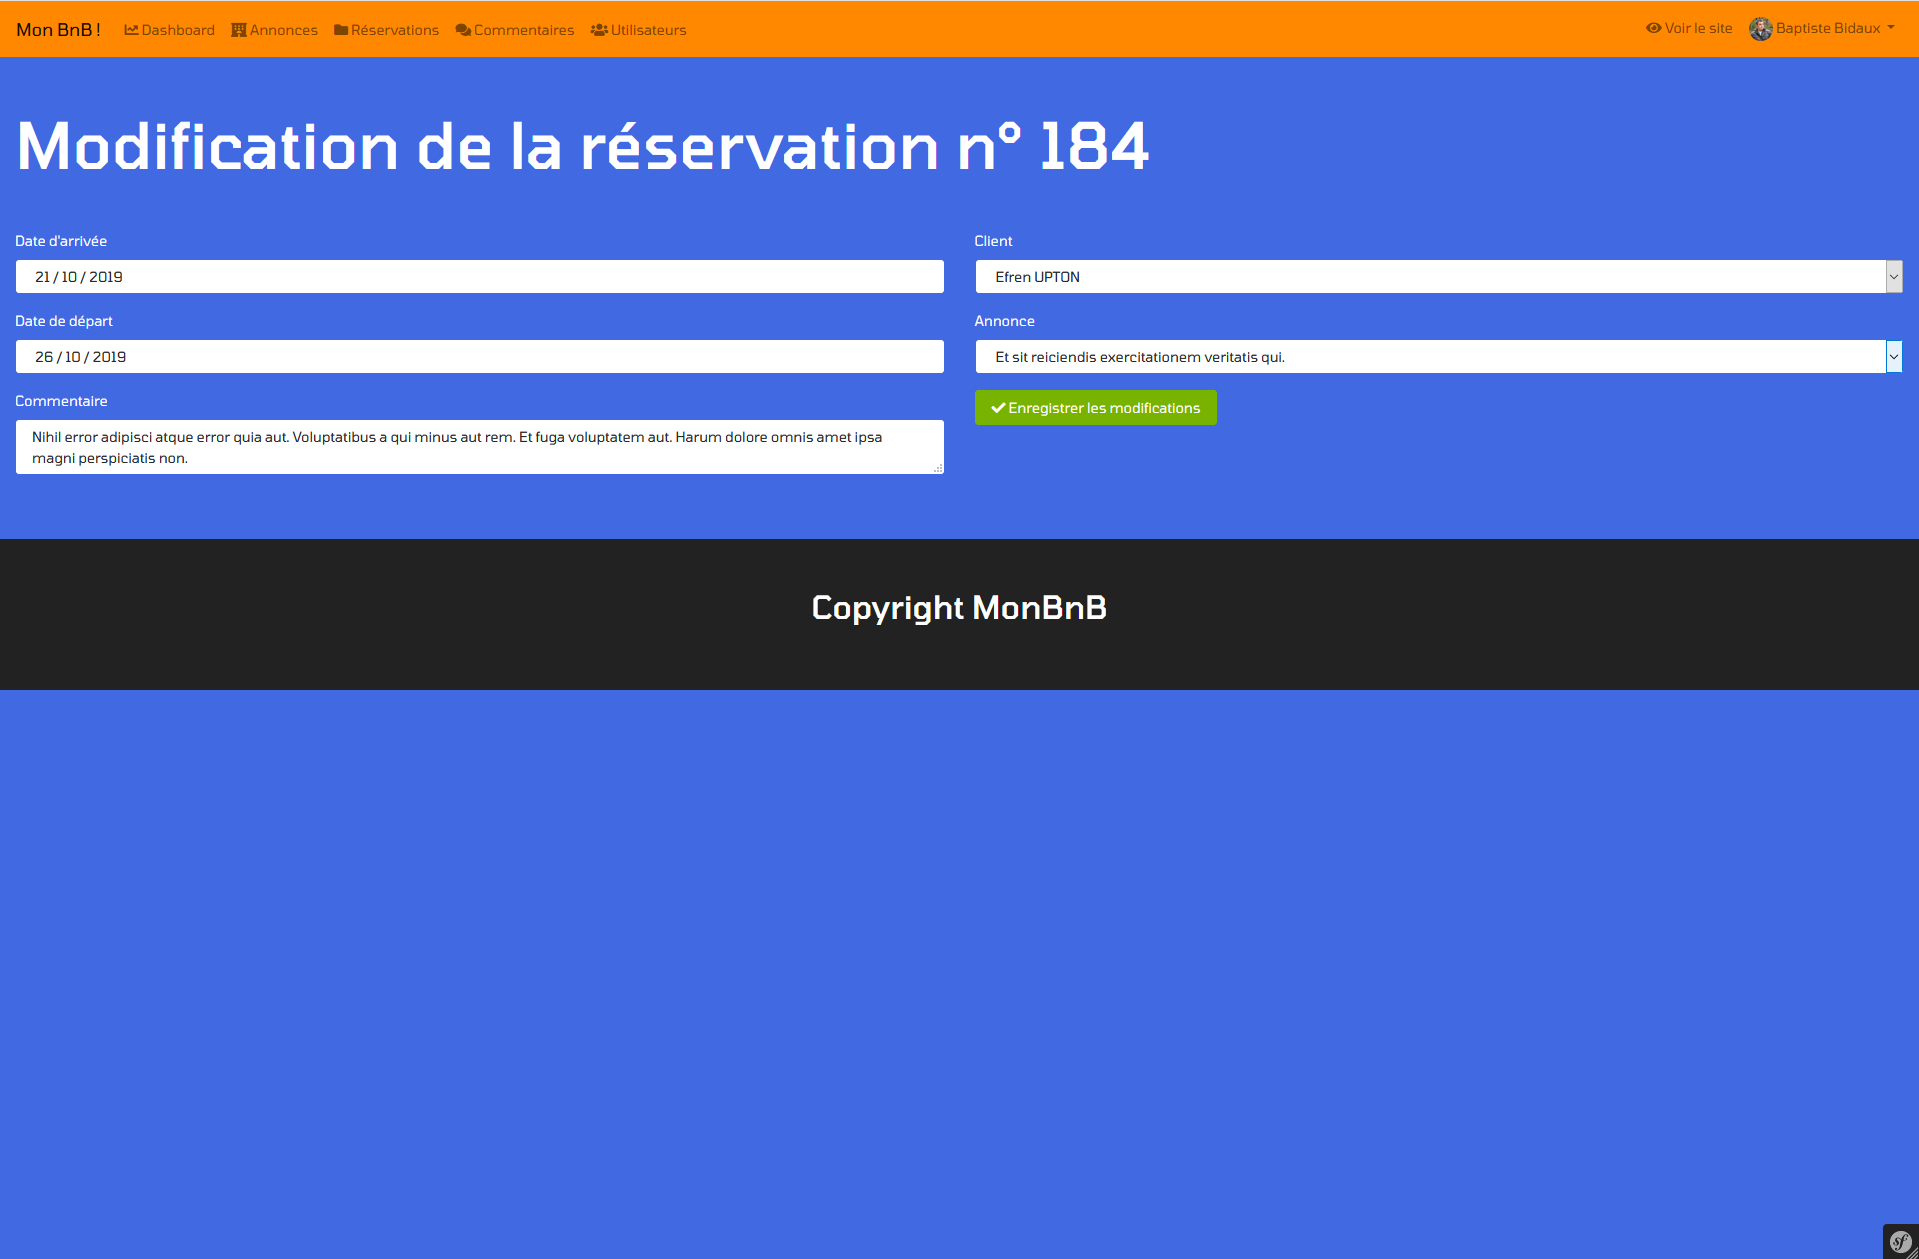 Mon BnB ! Dashboard Annonces Réservations Commentaires Utilisateurs Voir le site Baptiste Bidaux
Modification de la réservation n° 184
Date d'arrivée
21 / 10 / 2019
Date de départ
26 / 10 / 2019
Commentaire
Nihil error adipisci atque error quia aut. Voluptatibus a qui minus aut rem. Et fuga voluptatem aut. Harum dolore omnis amet ipsa
magni perspiciatis non.
Client
Efren UPTON
Annonce
Et sit reiciendis exercitationem veritatis qui.
Enregistrer les modifications
Copyright MonBnB
sf